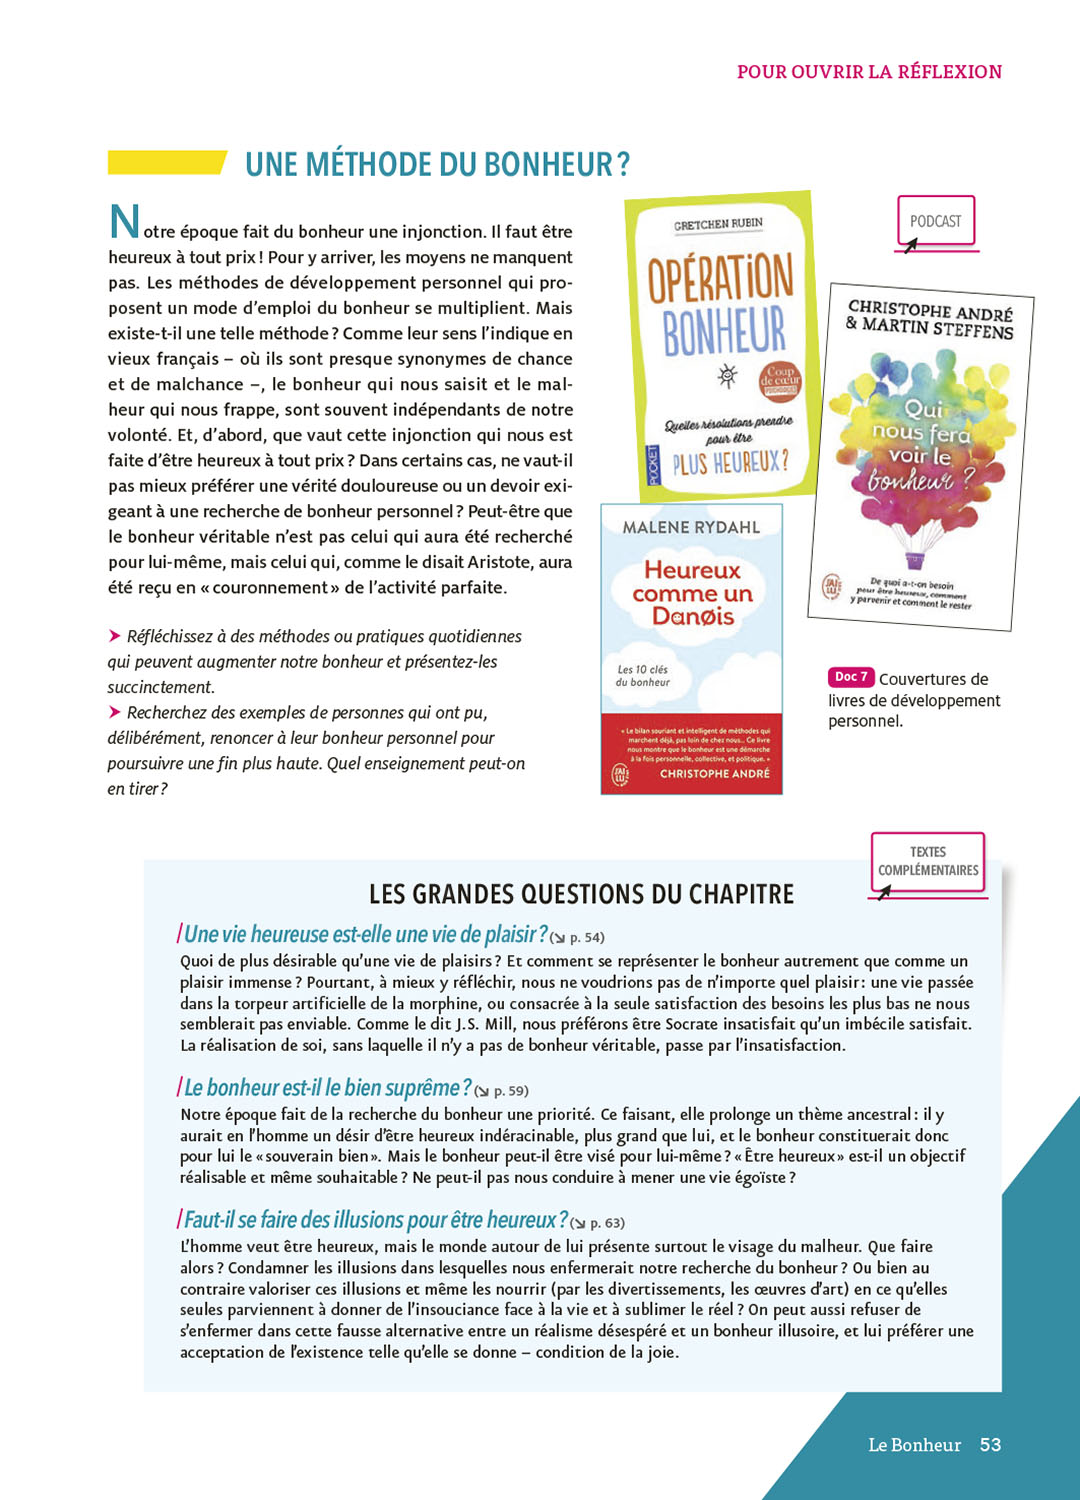 POUR OUVRIR LA RÉFLEXION
UNE MÉTHODE DU BONHEUR ?
Notre époque fait du bonheur une injonction. Il faut être
heureux à tout prix ! Pour y arriver, les moyens ne manquent
pas. Les méthodes de développement personnel qui pro-
posent un mode d’emploi du bonheur se multiplient. Mais
existe-t-il une telle méthode ? Comme leur sens l’indique en
vieux français – où ils sont presque synonymes de chance
et de malchance –, le bonheur qui nous saisit et le mal-
heur qui nous frappe, sont souvent indépendants de notre
volonté. Et, d’abord, que vaut cette injonction qui nous est
faite d’être heureux à tout prix ? Dans certains cas, ne vaut-il
pas mieux préférer une vérité douloureuse ou un devoir exi-
geant à une recherche de bonheur personnel ? Peut-être que
le bonheur véritable n’est pas celui qui aura été recherché
pour lui-même, mais celui qui, comme le disait Aristote, aura
été reçu en « couronnement » de l’activité parfaite.
➤ Réfléchissez à des méthodes ou pratiques quotidiennes
qui peuvent augmenter notre bonheur et présentez-les
succinctement.
➤ Recherchez des exemples de personnes qui ont pu,
délibérément, renoncer à leur bonheur personnel pour
poursuivre une fin plus haute. Quel enseignement peut-on
en tirer ?
GRETCHEN RUBIN
OPÉRATION
BONHEUR
Coup
de cœur
PSYCHOLOGIES
Quelles résolutions prendre
pour être
PLUS HEUREUX ?
POCKET
PODCAST
CHRISTOPHE ANDRÉ
& MARTIN STEFFENS
Qui
nous fera
voir le
bonheur ?
De quoi a-t-on besoin
pour être heureux, comment
y parvenir et comment le rester
J'AI
LU
MALENE RYDAHL
Heureux
comme un
Danøis
Les 10 clés
du bonheur
« Le bilan souriant et intelligent de méthodes qui
marchent déjà, pas loin de chez nous... Ce livre
nous montre que le bonheur est une démarche
à la fois personnelle, collective, et politique. »
CHRISTOPHE ANDRÉ
J'AI
LU
Doc 7 Couvertures de
livres de développement
personnel.
TEXTES
COMPLÉMENTAIRES
LES GRANDES QUESTIONS DU CHAPITRE
/Une vie heureuse est-elle une vie de plaisir ? (↘ p. 54)
Quoi de plus désirable qu’une vie de plaisirs ? Et comment se représenter le bonheur autrement que comme un
plaisir immense ? Pourtant, à mieux y réfléchir, nous ne voudrions pas de n’importe quel plaisir : une vie passée
dans la torpeur artificielle de la morphine, ou consacrée à la seule satisfaction des besoins les plus bas ne nous
semblerait pas enviable. Comme le dit J.S. Mill, nous préférons être Socrate insatisfait qu’un imbécile satisfait.
La réalisation de soi, sans laquelle il n’y a pas de bonheur véritable, passe par l’insatisfaction.
/Le bonheur est-il le bien suprême ? (↘ p. 59)
Notre époque fait de la recherche du bonheur une priorité. Ce faisant, elle prolonge un thème ancestral : il y
aurait en l’homme un désir d’être heureux indéracinable, plus grand que lui, et le bonheur constituerait donc
pour lui le « souverain bien ». Mais le bonheur peut-il être visé pour lui-même ? « Être heureux » est-il un objectif
réalisable et même souhaitable ? Ne peut-il pas nous conduire à mener une vie égoïste ?
/Faut-il se faire des illusions pour être heureux ? (↘ p. 63)
L’homme veut être heureux, mais le monde autour de lui présente surtout le visage du malheur. Que faire
alors ? Condamner les illusions dans lesquelles nous enfermerait notre recherche du bonheur ? Ou bien au
contraire valoriser ces illusions et même les nourrir (par les divertissements, les œuvres d’art) en ce qu’elles
seules parviennent à donner de l’insouciance face à la vie et à sublimer le réel ? On peut aussi refuser de
s’enfermer dans cette fausse alternative entre un réalisme désespéré et un bonheur illusoire, et lui préférer une
acceptation de l’existence telle qu’elle se donne – condition de la joie.
Le Bonheur 53